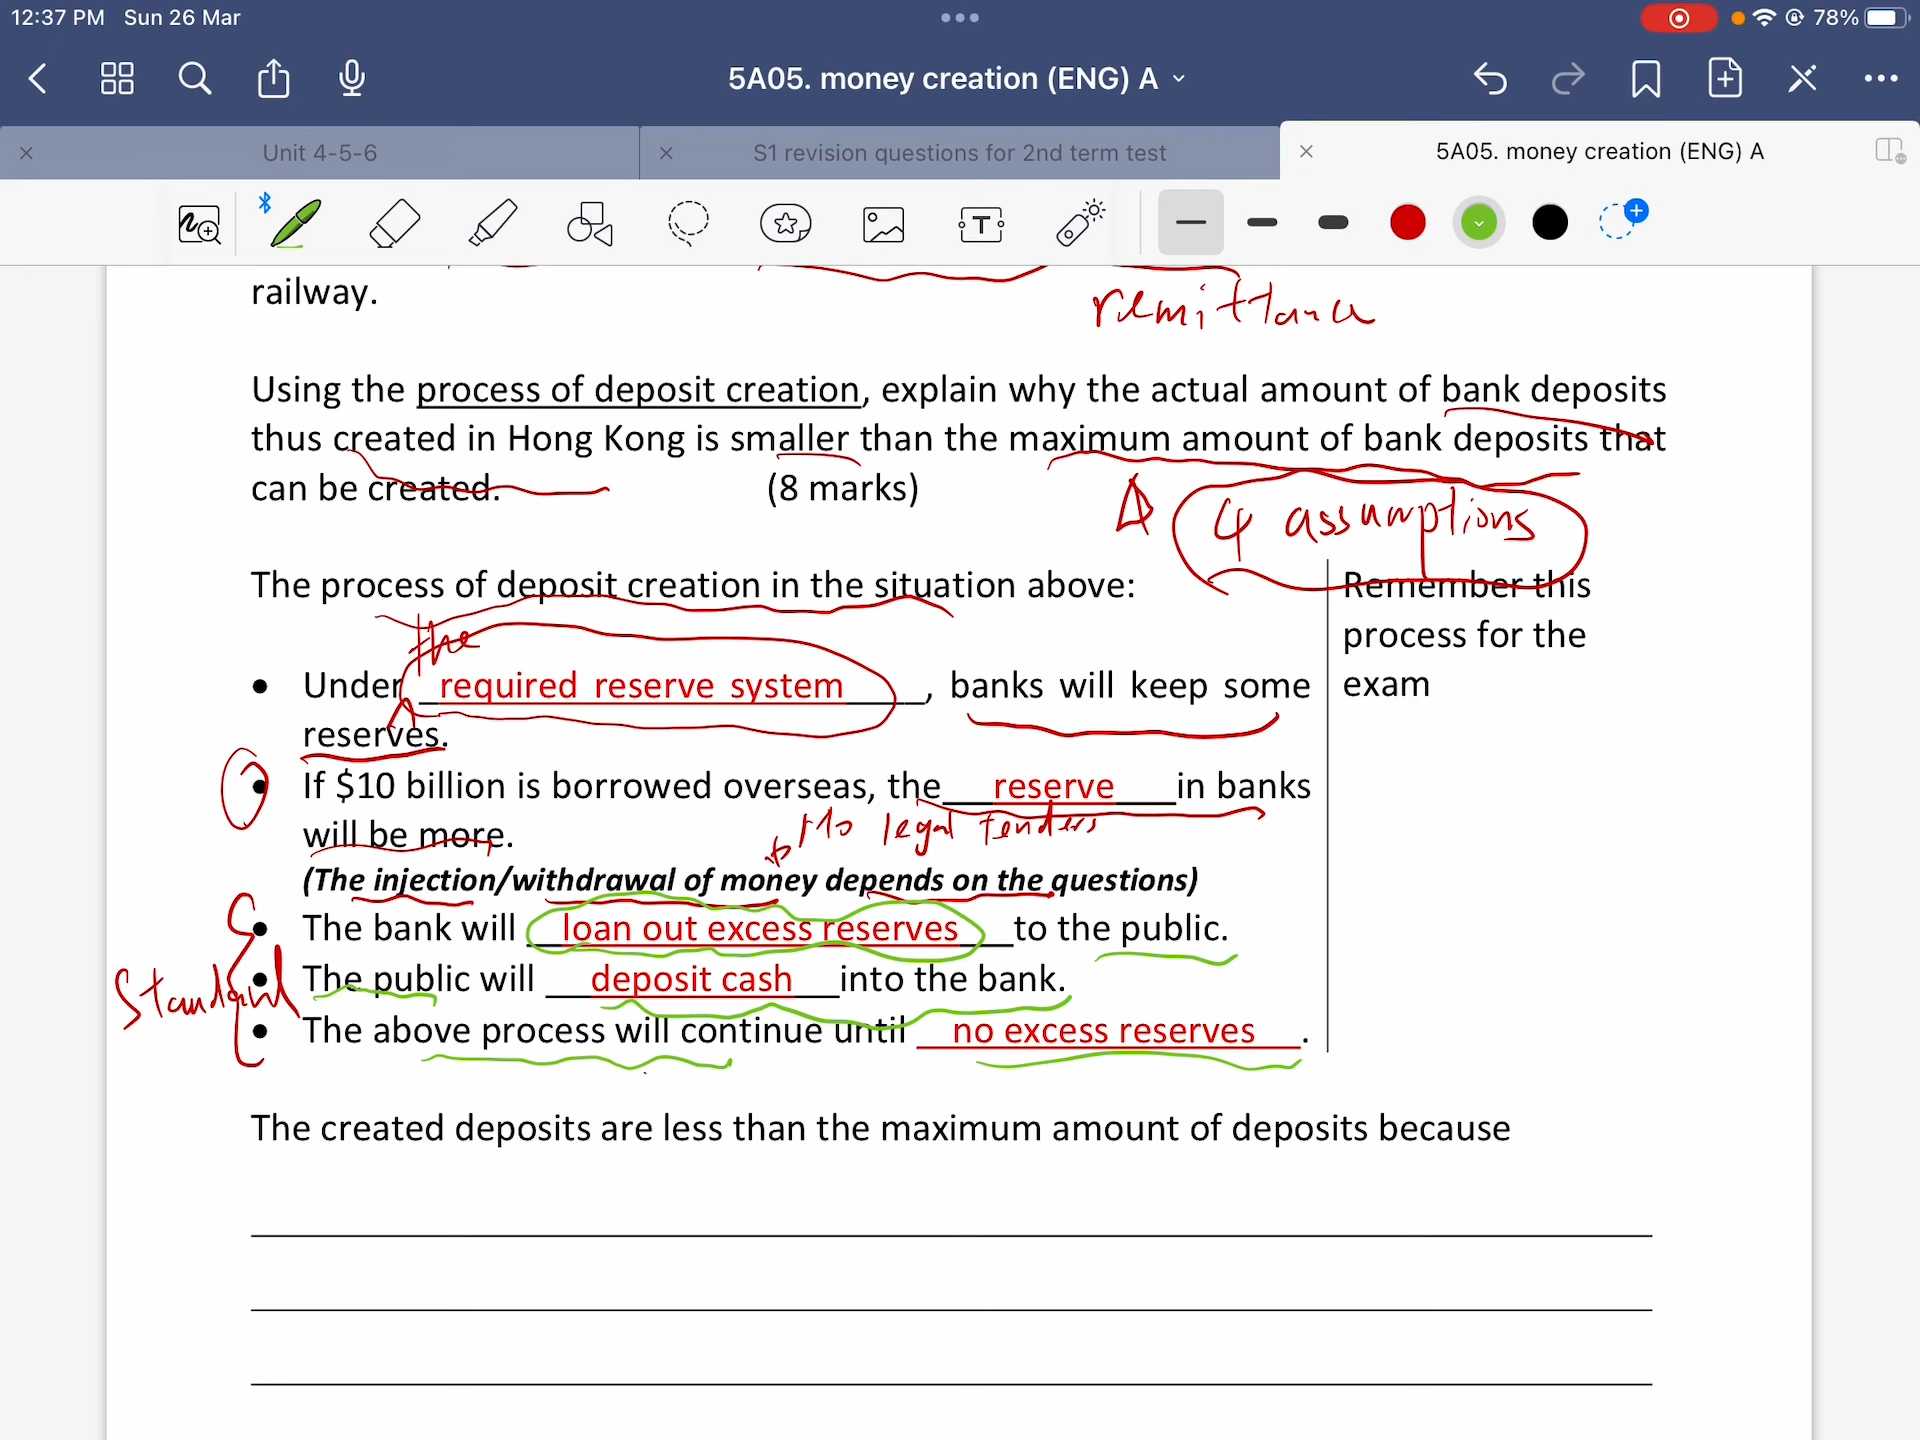 12:37 PM Sun 26 Mar
78%
5A05. money creation (ENG) A
Unit 4-5-6
S1 revision questions for 2nd term test
5A05. money creation (ENG) A
railway.
remittance
Using the process of deposit creation, explain why the actual amount of bank deposits
thus created in Hong Kong is smaller than the maximum amount of bank deposits that
can be created. (8 marks)
4 assumptions
The process of deposit creation in the situation above:
Remember this
process for the
exam
the
• Under required reserve system, banks will keep some
reserves.
• If $10 billion is borrowed overseas, the reserve in banks
will be more.
legal tenders
(The injection/withdrawal of money depends on the questions)
• The bank will loan out excess reserves to the public.
• The public will deposit cash into the bank.
Standard
• The above process will continue until no excess reserves.
The created deposits are less than the maximum amount of deposits because